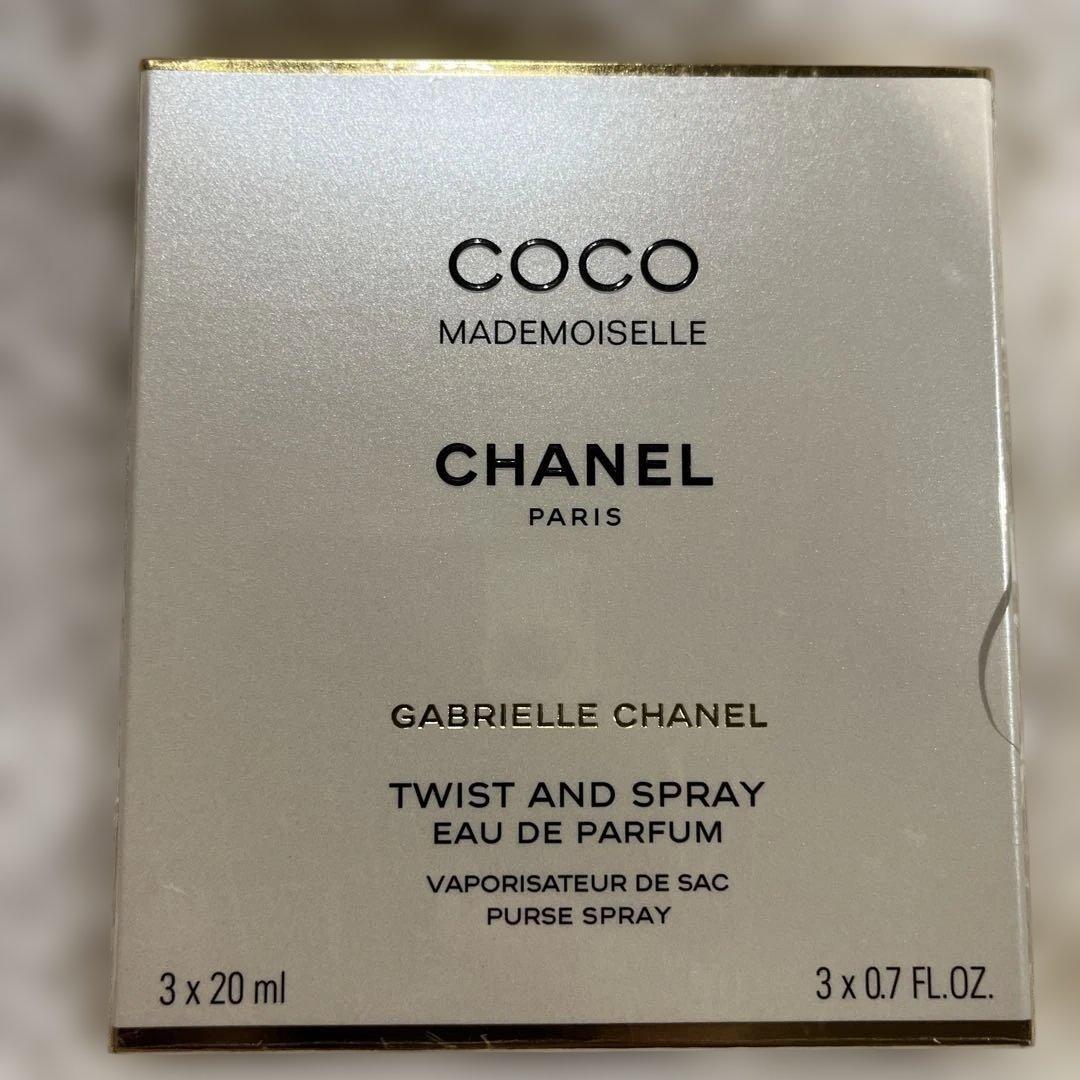 COCO
MADEMOISELLE
CHANEL
PARIS
GABRIELLE CHANEL
TWIST AND SPRAY
EAU DE PARFUM
VAPORISATEUR DE SAC
PURSE SPRAY
3 x 20 ml
3 x 0.7 FL.OZ.